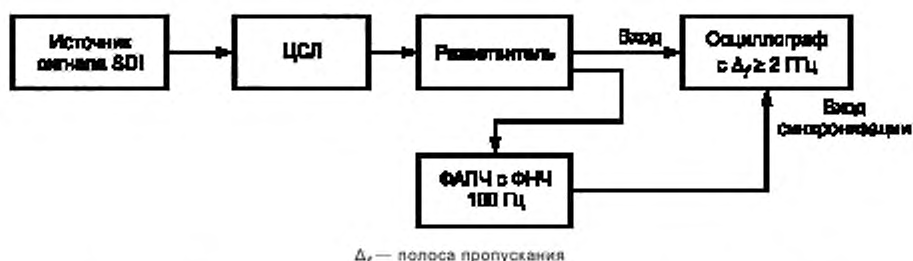 Источник
сигнала SDI
ЦСЛ
Разветвитель
Вход
Осциллограф
с Δf ≥ 2 ГГц
Вход
синхронизации
ФАПЧ с ФНЧ
100 Гц
Δf — полоса пропускания